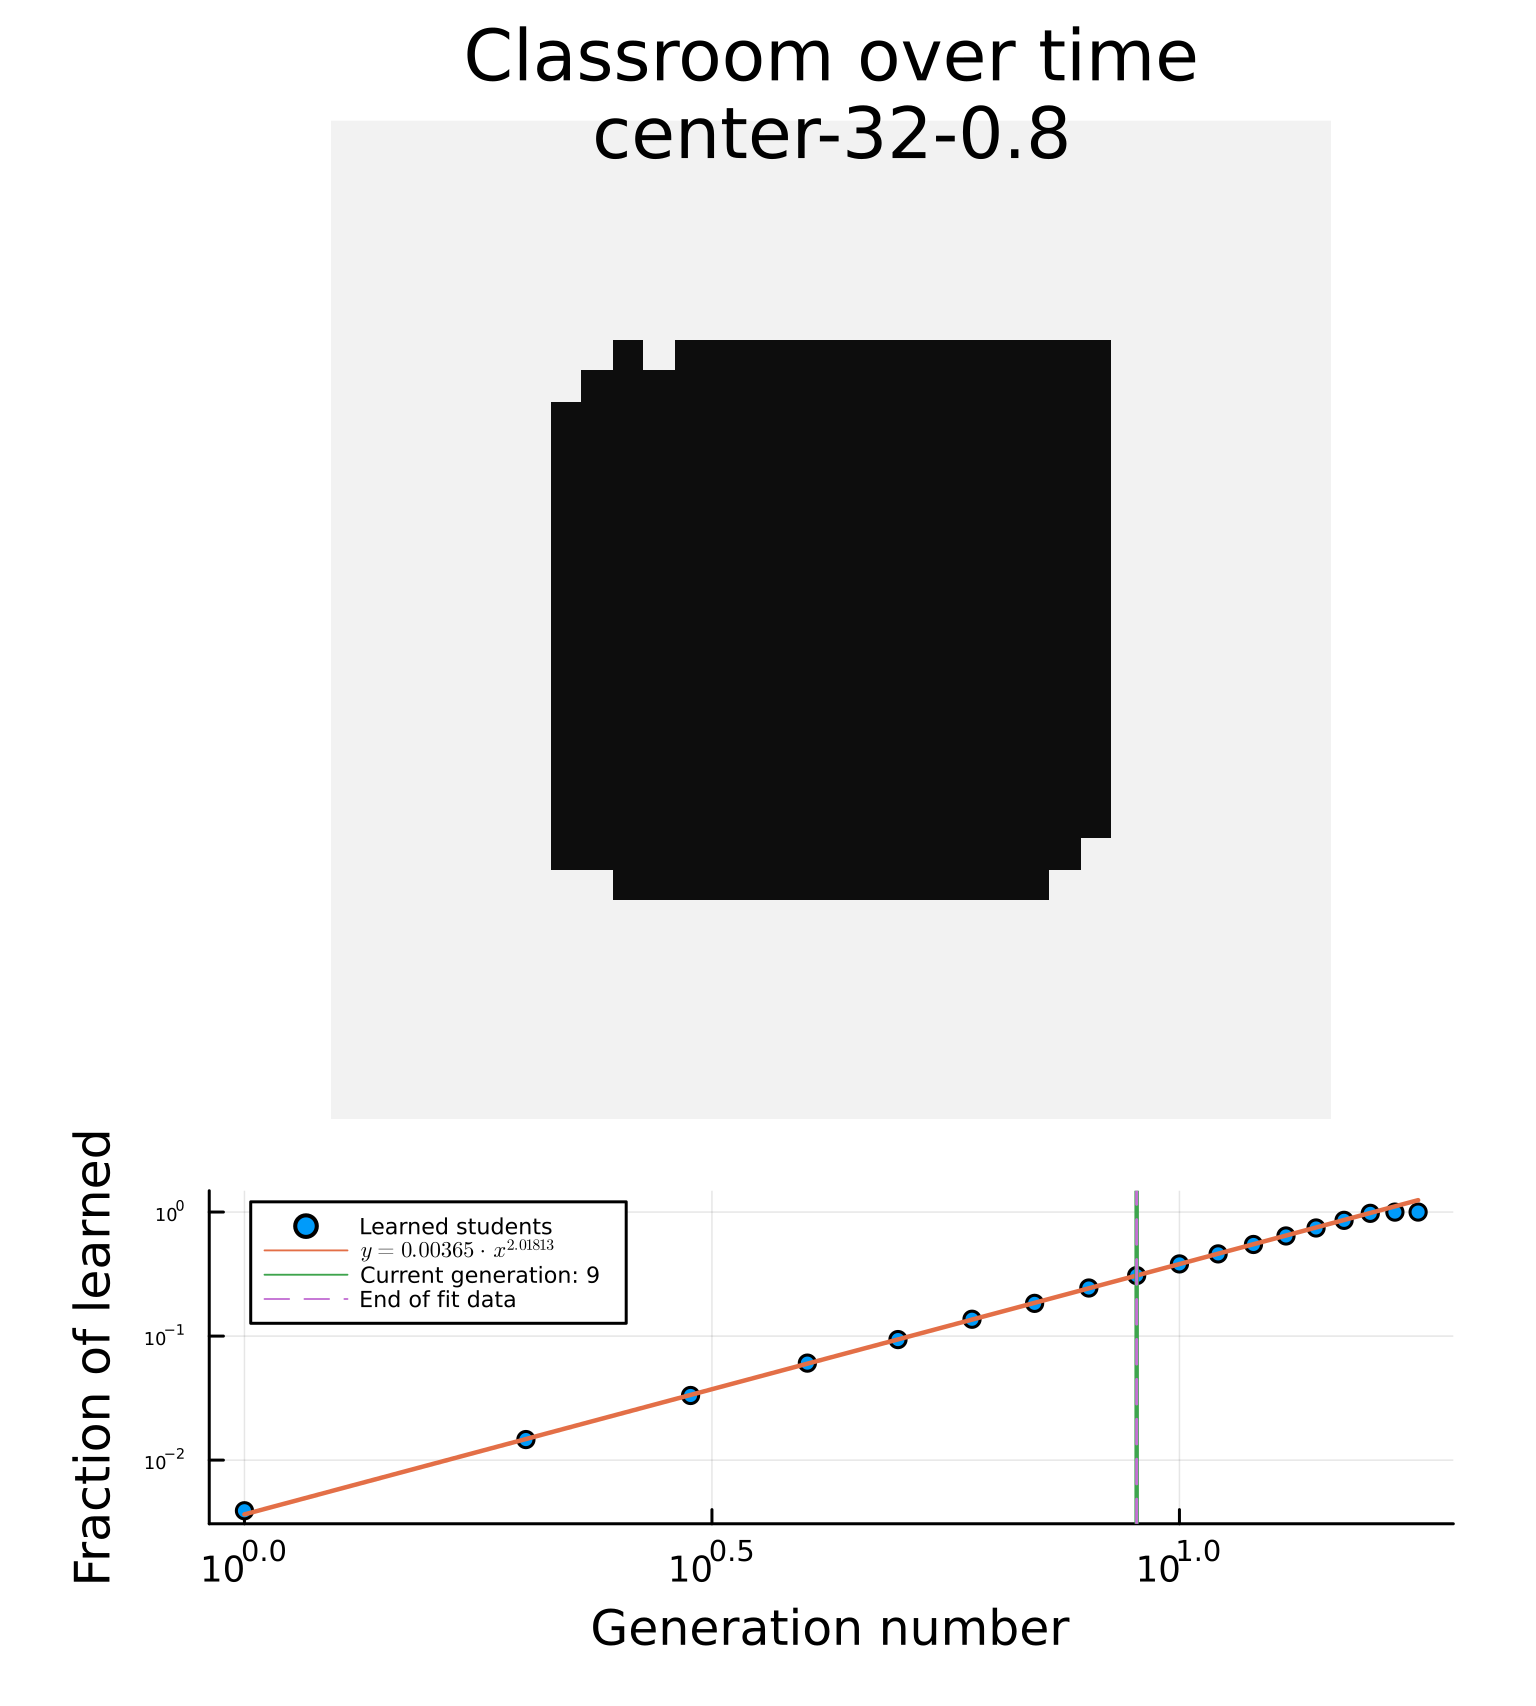 Classroom over time
center-32-0.8
Fraction of learned
10⁰
10⁻¹
10⁻²
Learned students
y = 0.00365 · x^{2.01813}
Current generation: 9
End of fit data
10^{0.0}
10^{0.5}
10^{1.0}
Generation number